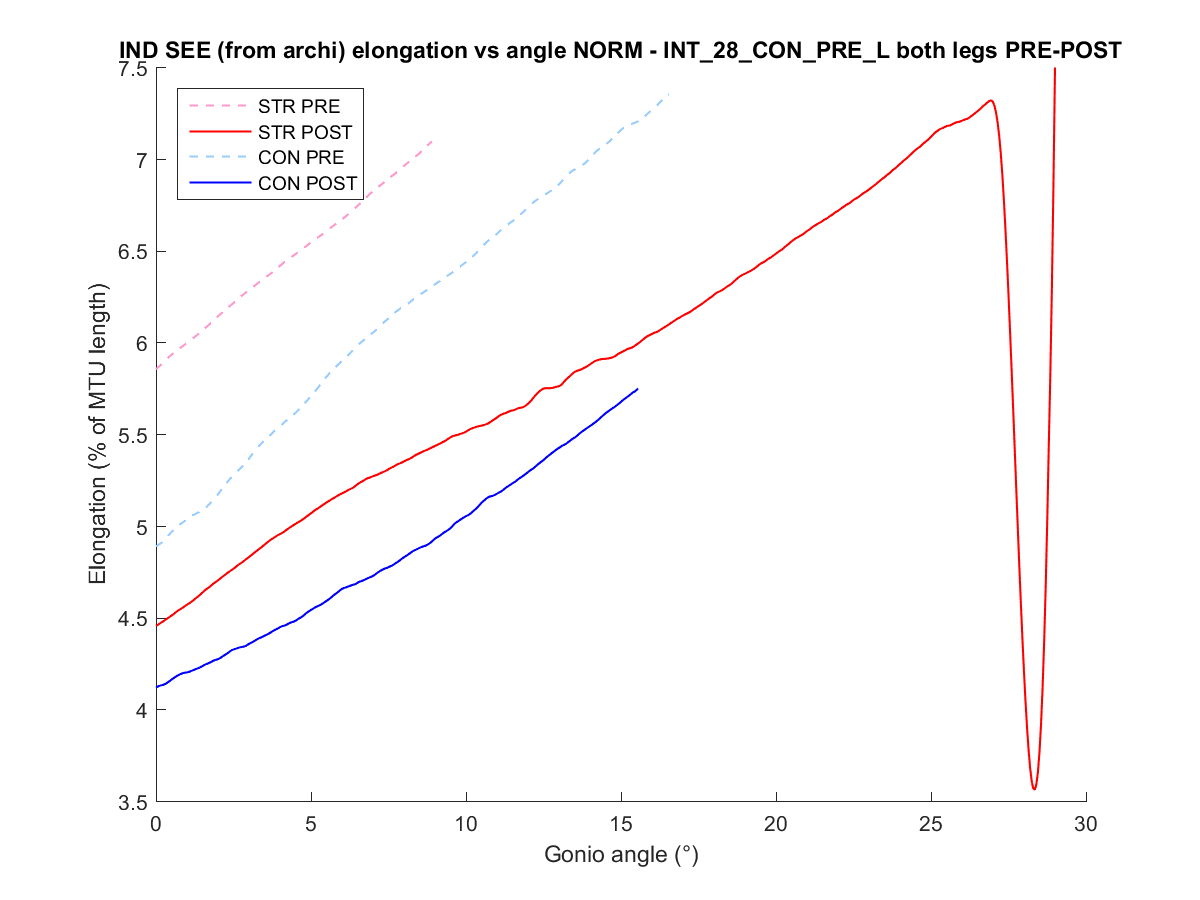 IND SEE (from archi) elongation vs angle NORM - INT_28_CON_PRE_L both legs PRE-POST
7.5
7
6.5
6
5.5
5
4.5
4
3.5
Elongation (% of MTU length)
STR PRE
STR POST
CON PRE
CON POST
0
5
10
15
20
25
30
Gonio angle (°)